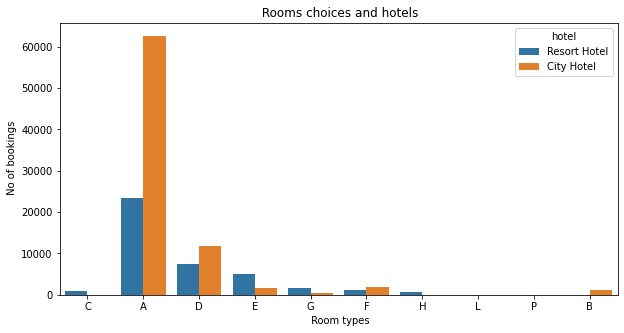 Rooms choices and hotels
hotel
Resort Hotel
City Hotel
No of bookings
60000
50000
40000
30000
20000
10000
0
C A D E G F H L P B
Room types